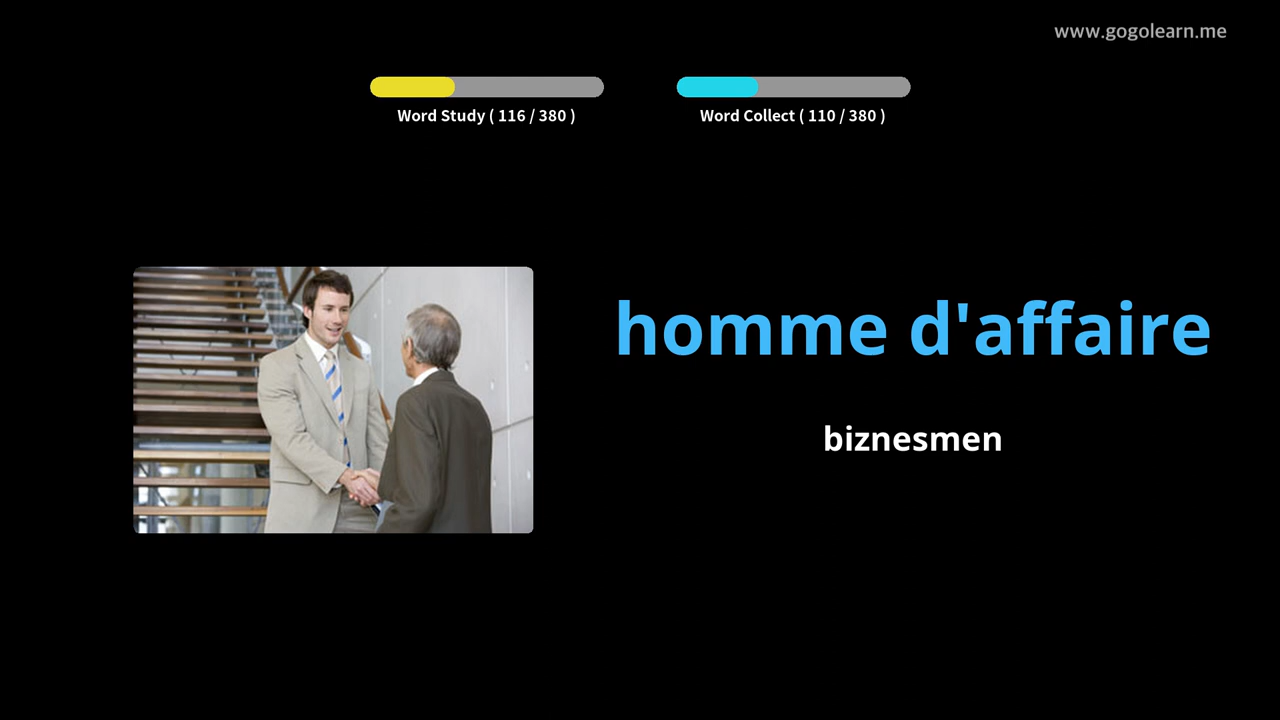 www.gogolearn.me
Word Study ( 116 / 380 )
Word Collect ( 110 / 380 )
homme d'affaire
biznesmen